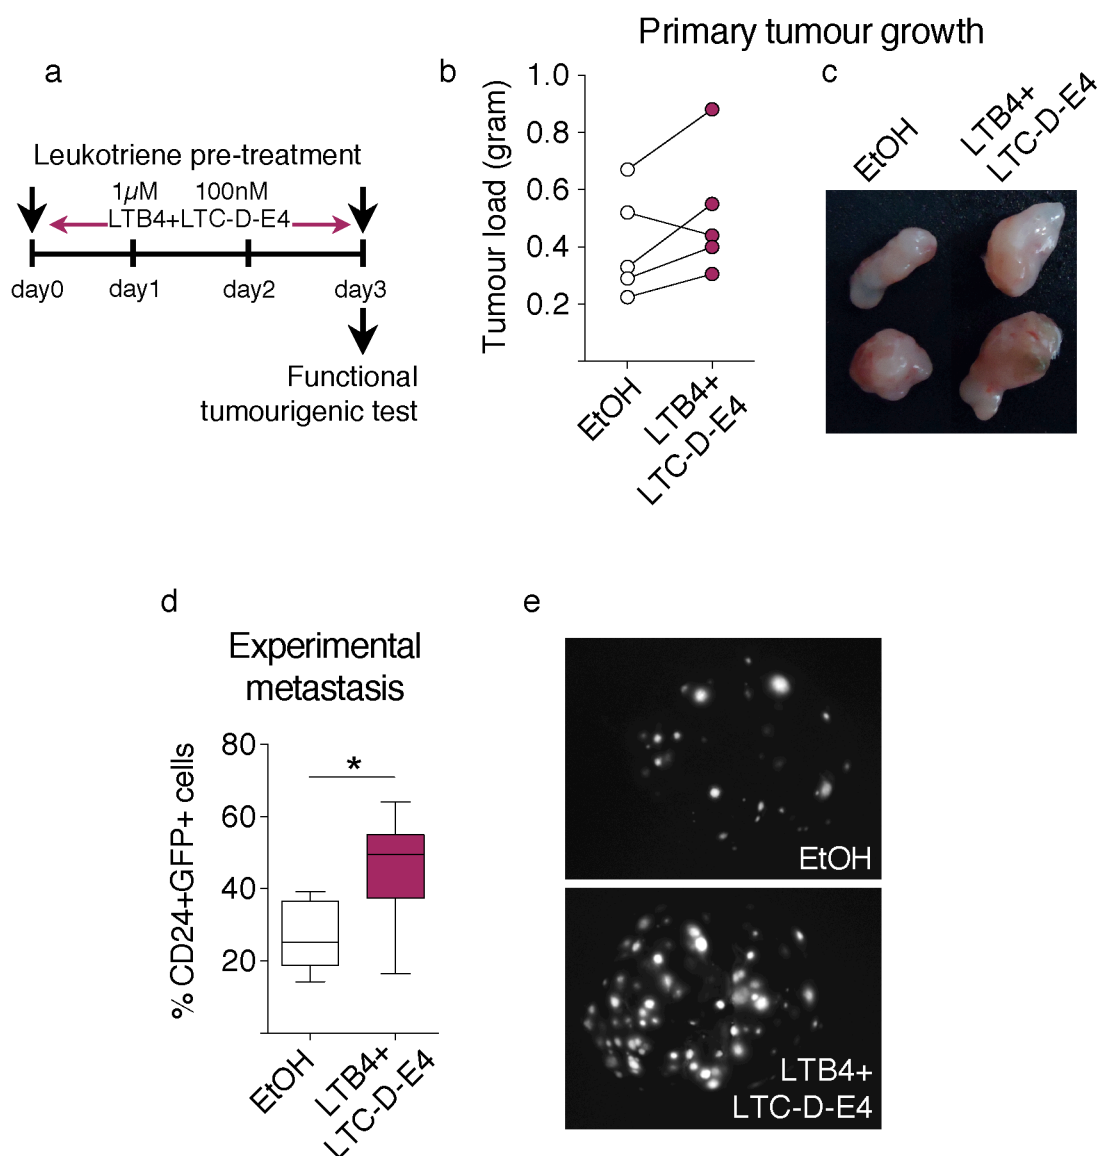 Primary tumour growth
a
Leukotriene pre-treatment
1µM 100nM
LTB4+LTC-D-E4
day0 day1 day2 day3
Functional
tumourigenic test
b
Tumour load (gram)
1.0
0.8
0.6
0.4
0.2
EtOH
LTB4+
LTC-D-E4
c
EtOH
LTB4+
LTC-D-E4
d
Experimental
metastasis
% CD24+GFP+ cells
80
60
40
20
*
EtOH
LTB4+
LTC-D-E4
e
EtOH
LTB4+
LTC-D-E4